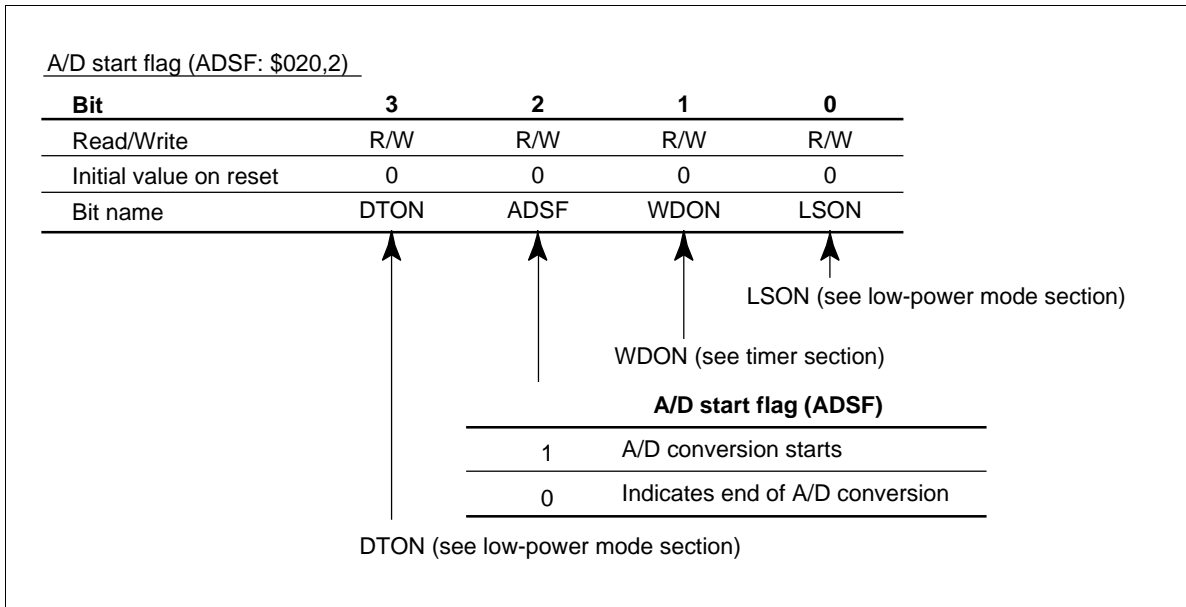 A/D start flag (ADSF: $020,2)
Bit 3 2 1 0
Read/Write R/W R/W R/W R/W
Initial value on reset 0 0 0 0
Bit name DTON ADSF WDON LSON
LSON (see low-power mode section)
WDON (see timer section)
A/D start flag (ADSF)
1 A/D conversion starts
0 Indicates end of A/D conversion
DTON (see low-power mode section)